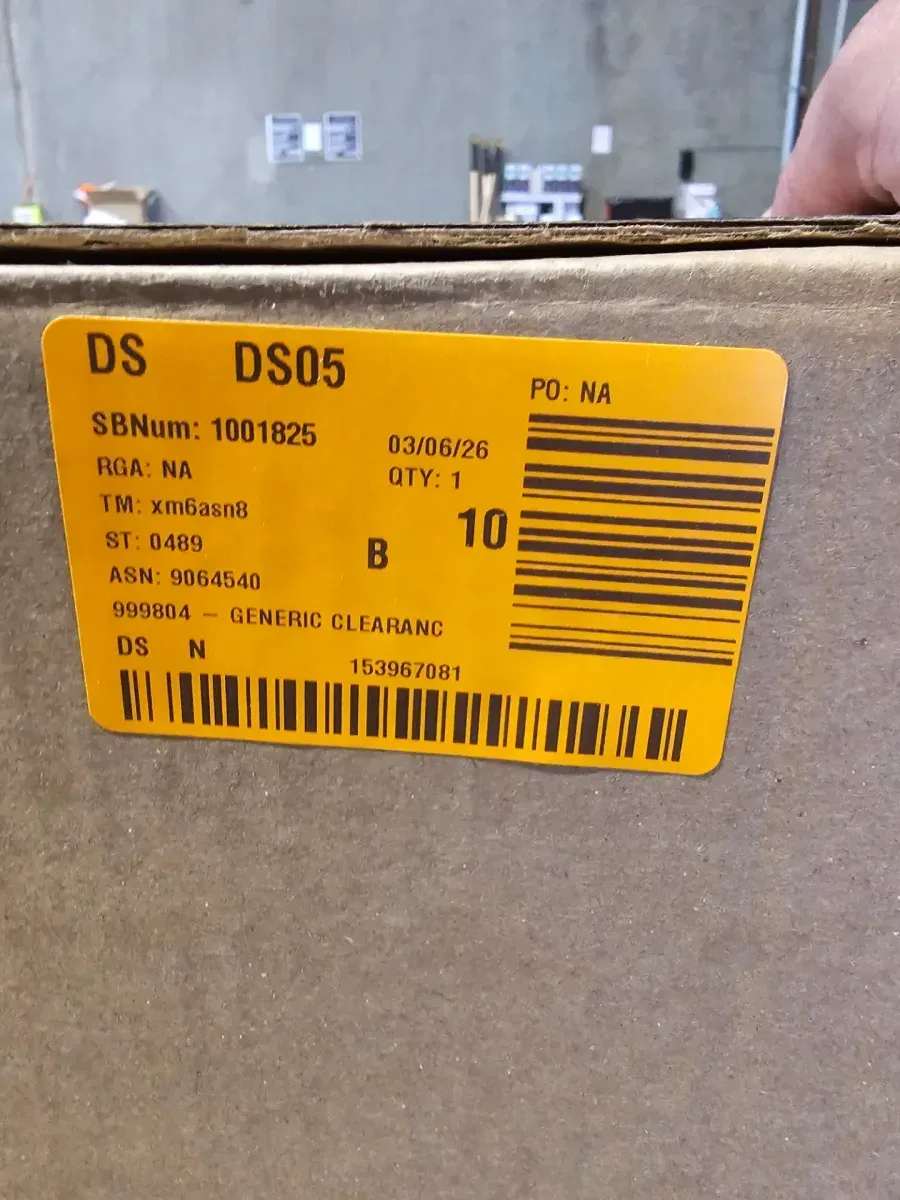 DS DS05
PO: NA
SBNum: 1001825
03/06/26
RGA: NA
QTY: 1
TM: xm6asn8
ST: 0489
B 10
ASN: 9064540
999804 - GENERIC CLEARANC
DS N
153967081